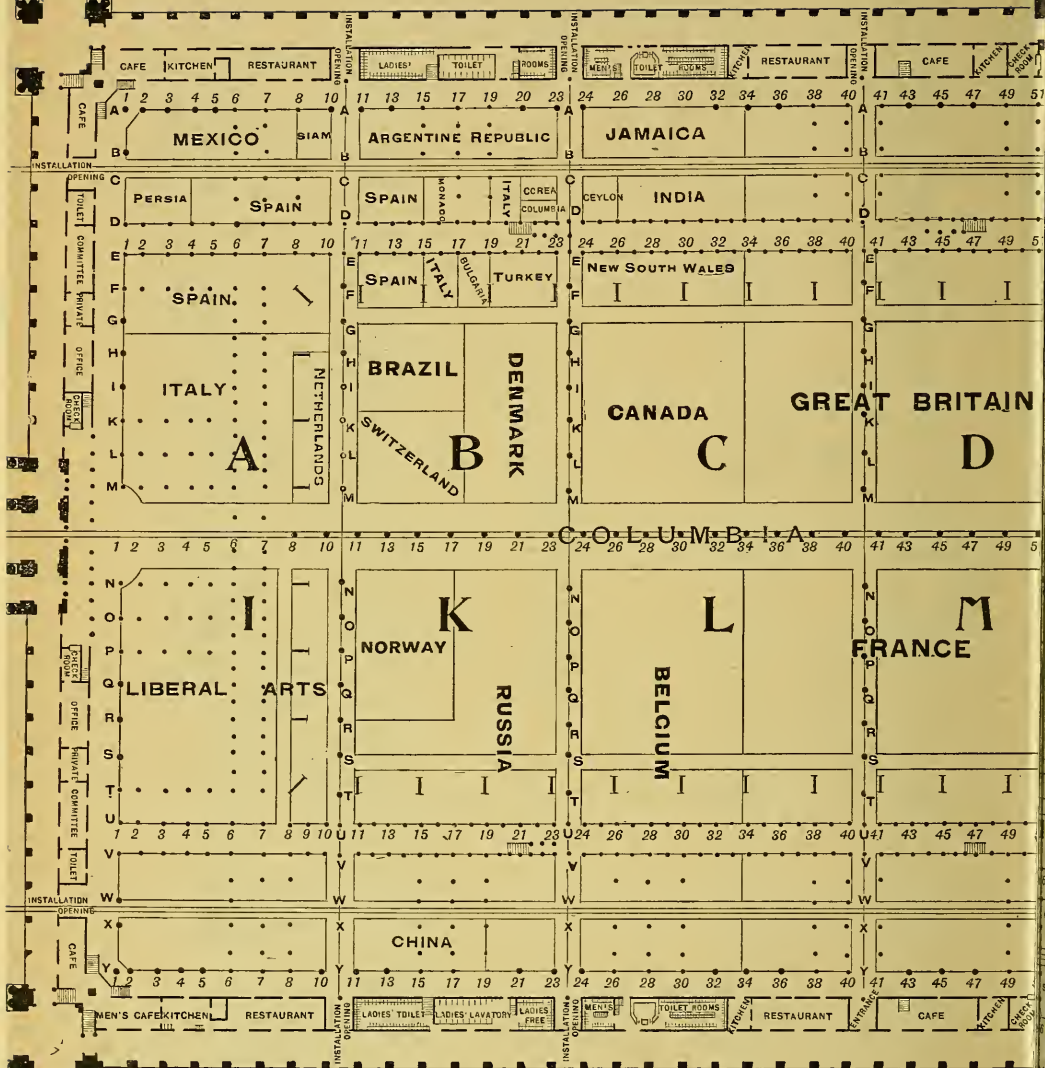 INSTALLATION OPENING
INSTALLATION OPENING
INSTALLATION OPENING
CAFE KITCHEN RESTAURANT LADIES' TOILET ROOMS MEN'S TOILET ROOMS KITCHEN RESTAURANT CAFE KITCHEN CHECK ROOM
CAFE
1 2 3 4 5 6 7 8 10 11 13 15 17 19 20 23 24 26 28 30 32 34 36 38 40 41 43 45 47 49 51
A A A A
MEXICO SIAM ARGENTINE REPUBLIC JAMAICA
B B B B
INSTALLATION OPENING
C C C C
PERSIA SPAIN SPAIN MONACO ITALY COREA COLUMBIA CEYLON INDIA
D D D D
TOILET
COMMITTEE
PRIVATE
OFFICE
CHECK ROOM
1 2 3 4 5 6 7 8 10 11 13 15 17 19 21 23 24 26 28 30 32 34 36 38 40 41 43 45 47 49 51
E E E E
SPAIN SPAIN ITALY BULGARIA TURKEY NEW SOUTH WALES
F F F F
G G G G
H H H H
I I I I
K K K K
L L L L
M M M M
ITALY NETHERLANDS BRAZIL DENMARK CANADA GREAT BRITAIN
SWITZERLAND
A B C D
COLUMBIA
1 2 3 4 5 6 7 8 10 11 13 15 17 19 21 23 24 26 28 30 32 34 36 38 40 41 43 45 47 49
N N N N
O O O O
P P P P
Q Q Q Q
R R R R
S S S S
T T T T
U U U U
I K L M
NORWAY FRANCE
LIBERAL ARTS RUSSIA BELGIUM
CHECK ROOM
OFFICE
PRIVATE
COMMITTEE
TOILET
1 2 3 4 5 6 7 8 9 10 11 13 15 17 19 21 23 24 26 28 30 32 34 36 38 40 41 43 45 47 49
V V V V
W W W W
INSTALLATION OPENING
X X X X
CHINA
Y Y Y Y
CAFE
1 2 3 4 5 6 7 8 10 11 13 15 17 19 21 23 24 26 28 30 32 34 36 38 40 41 43 45 47 49
MEN'S CAFE KITCHEN RESTAURANT LADIES' TOILET LADIES' LAVATORY LADIES FREE MEN'S TOILET ROOMS KITCHEN RESTAURANT ENTRANCE CAFE KITCHEN CHECK ROOM
INSTALLATION OPENING
INSTALLATION OPENING